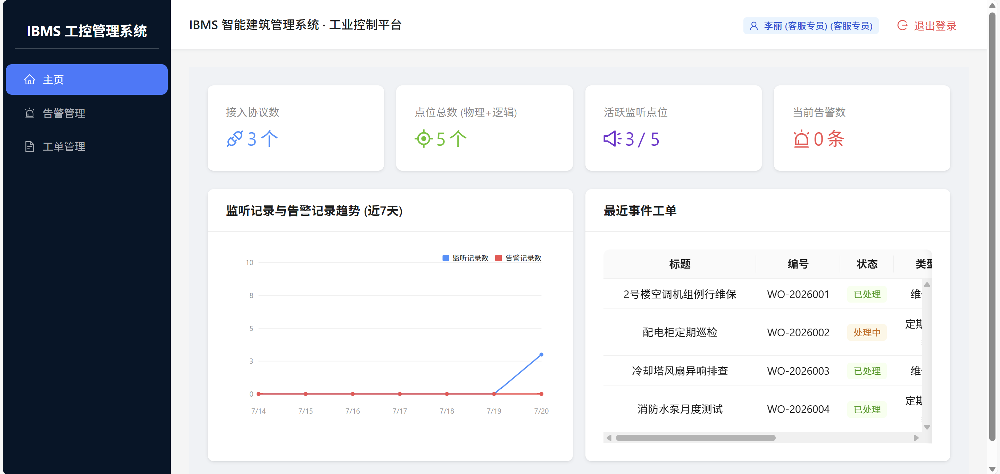 IBMS 工控管理系统
主页
告警管理
工单管理
IBMS 智能建筑管理系统 · 工业控制平台
李丽 (客服专员) (客服专员)
退出登录
接入协议数
3 个
点位总数 (物理+逻辑)
5 个
活跃监听点位
3 / 5
当前告警数
0 条
监听记录与告警记录趋势 (近7天)
监听记录数 告警记录数
10
8
5
3
0
7/14 7/15 7/16 7/17 7/18 7/19 7/20
最近事件工单
标题 编号 状态 类型
2号楼空调机组例行维保 WO-2026001 已处理 维
配电柜定期巡检 WO-2026002 处理中 定期
冷却塔风扇异响排查 WO-2026003 已处理 维
消防水泵月度测试 WO-2026004 已处理 定期